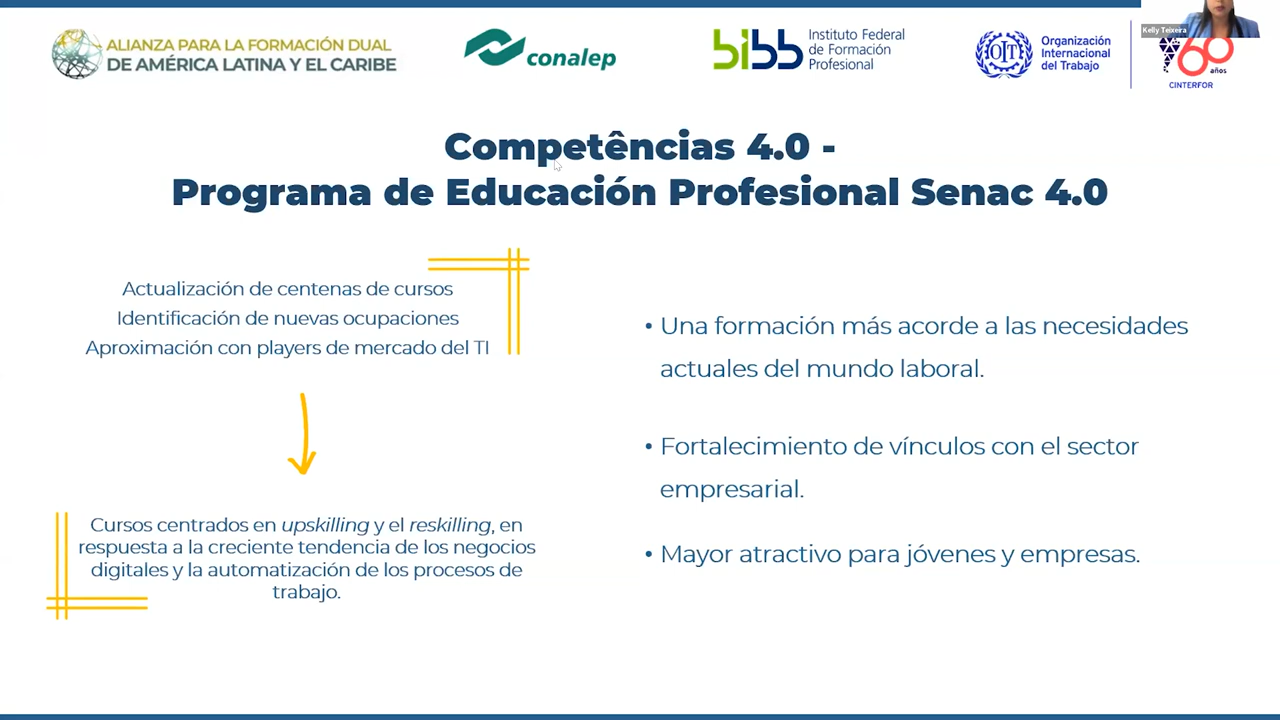 ALIANZA PARA LA FORMACIÓN DUAL
DE AMÉRICA LATINA Y EL CARIBE
conalep
bibb
Instituto Federal
de Formación
Profesional
OIT
Organización
Internacional
del Trabajo
Kelly Teixeira
60
años
CINTERFOR
Competências 4.0 -
Programa de Educación Profesional Senac 4.0
Actualización de centenas de cursos
Identificación de nuevas ocupaciones
Aproximación con players de mercado del TI
Cursos centrados en upskilling y el reskilling, en
respuesta a la creciente tendencia de los negocios
digitales y la automatización de los procesos de
trabajo.
• Una formación más acorde a las necesidades
actuales del mundo laboral.
• Fortalecimiento de vínculos con el sector
empresarial.
• Mayor atractivo para jóvenes y empresas.